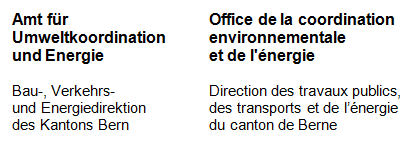 Amt für
Umweltkoordination
und Energie
Bau-, Verkehrs-
und Energiedirektion
des Kantons Bern
Office de la coordination
environnementale
et de l'énergie
Direction des travaux publics,
des transports et de l’énergie
du canton de Berne